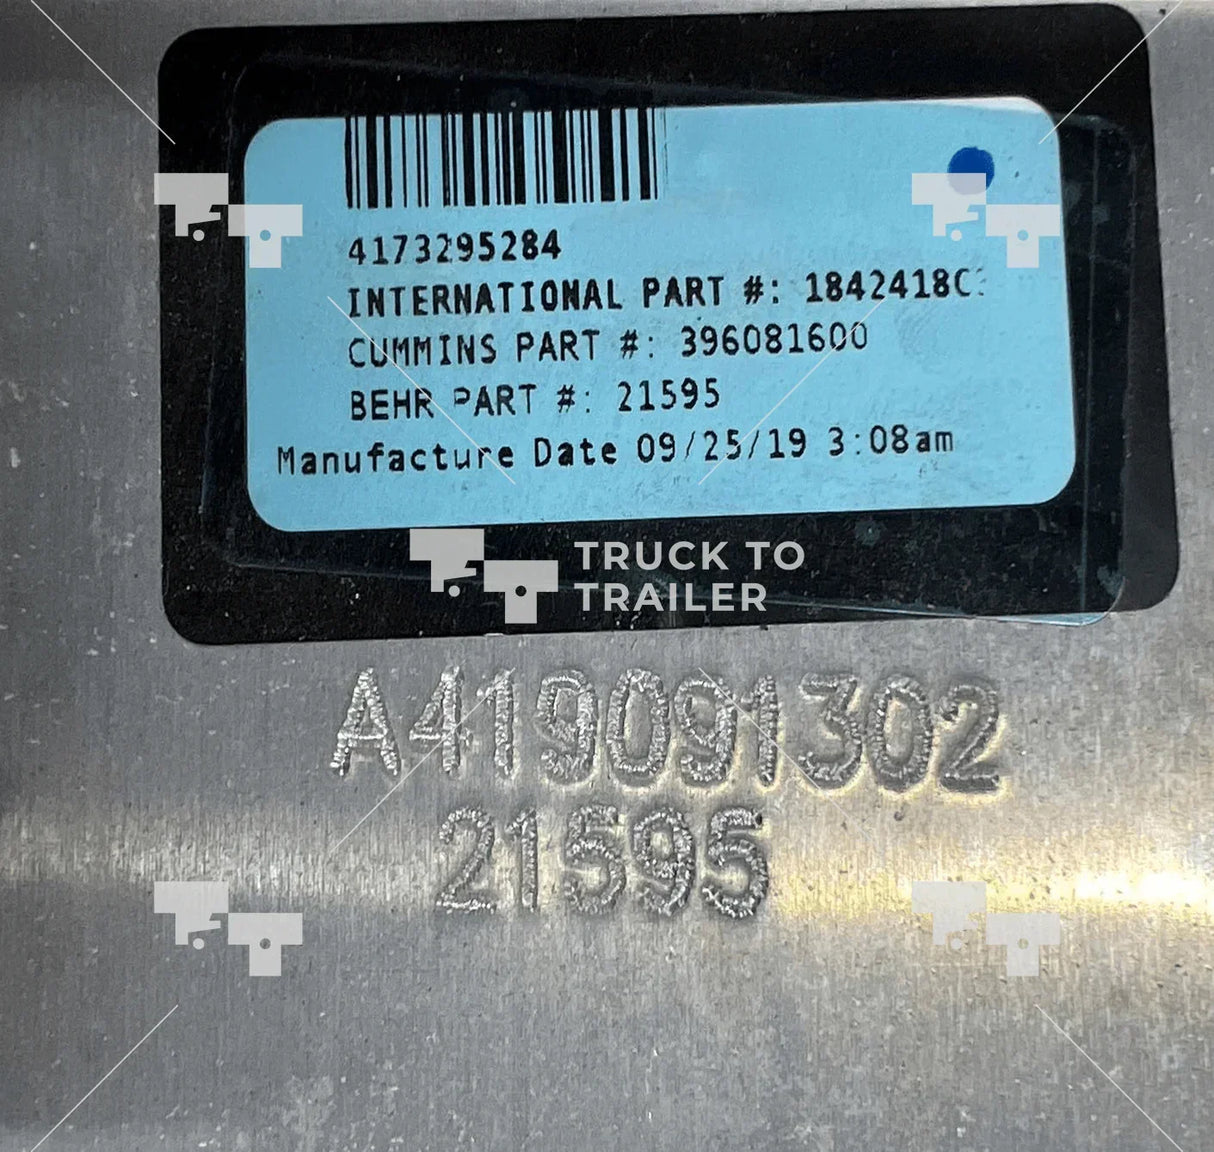 4173295284
INTERNATIONAL PART #: 1842418C
CUMMINS PART #: 396081600
BEHR PART #: 21595
Manufacture Date 09/25/19 3:08am
TRUCK TO
TRAILER
A419091302
21595